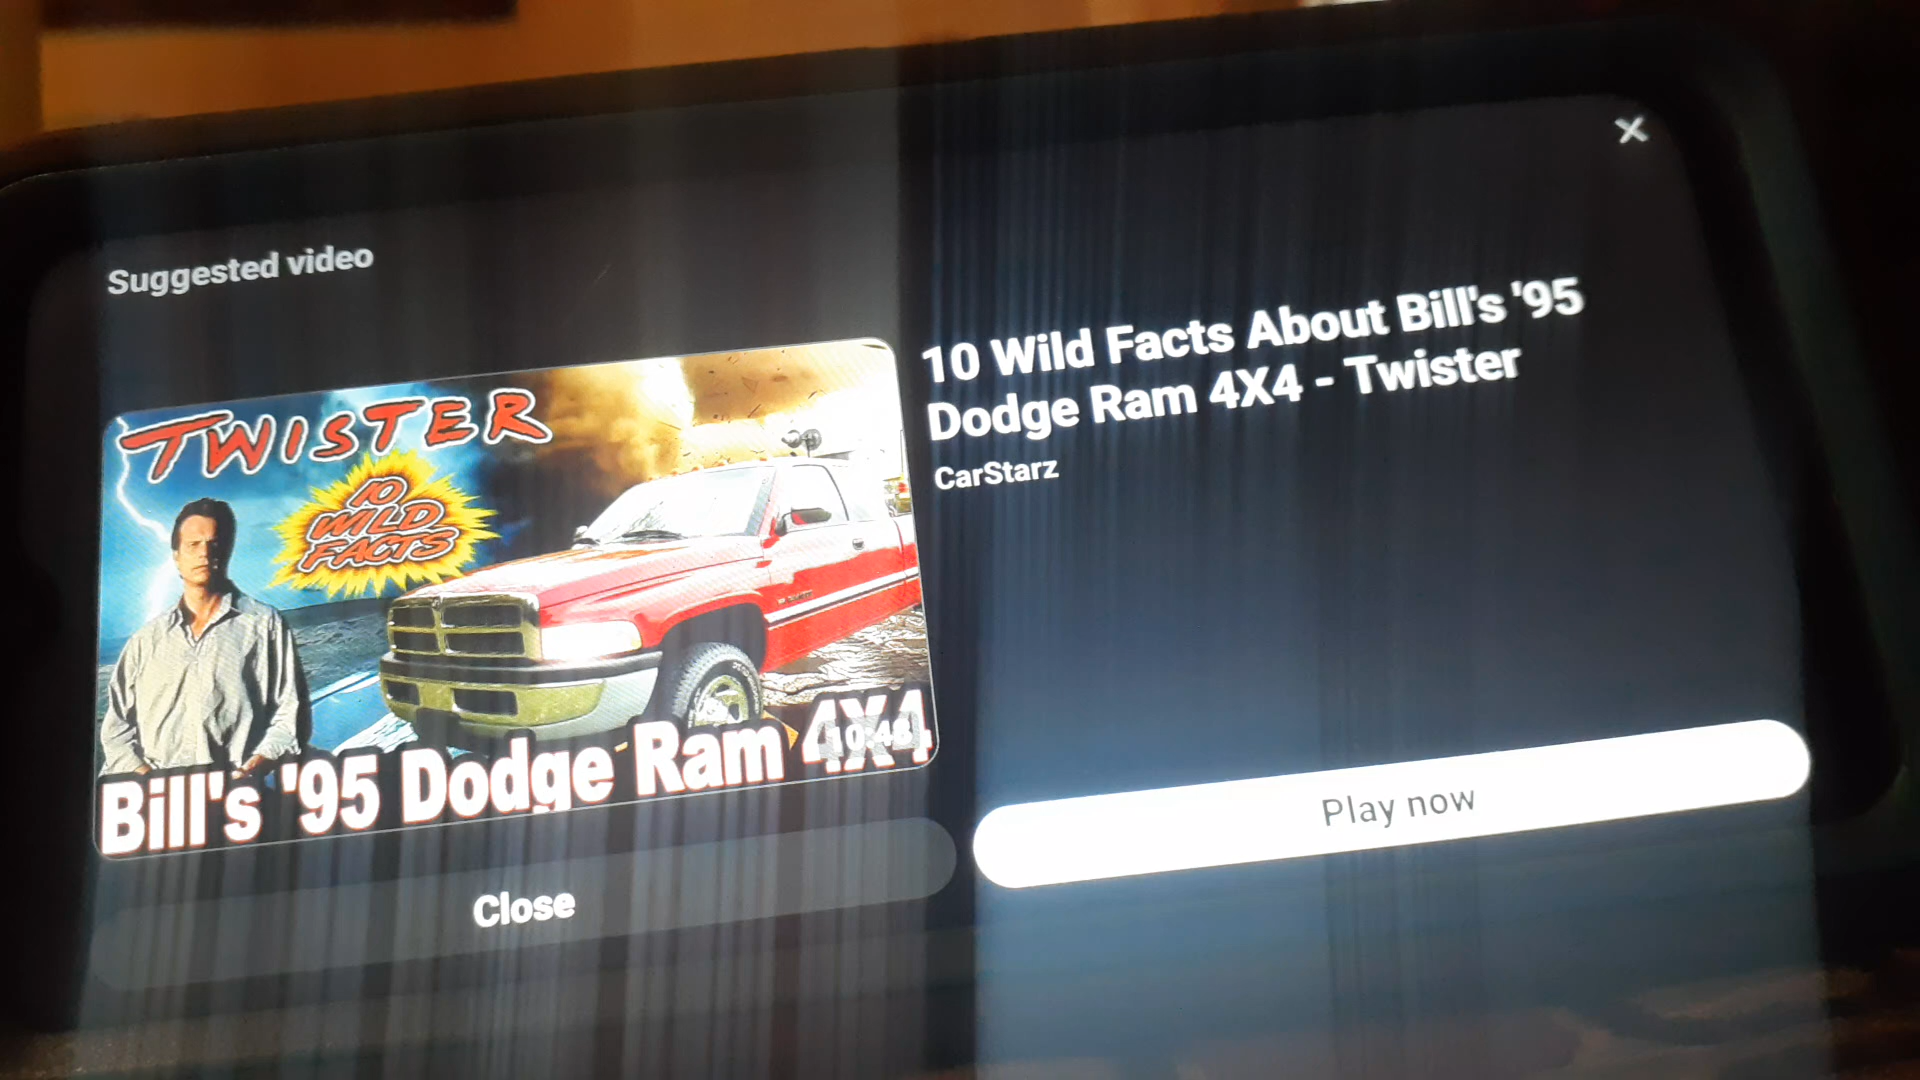 Suggested video
TWISTER
10
WILD
FACTS
Bill's '95 Dodge Ram 4X4
10:48
10 Wild Facts About Bill's '95
Dodge Ram 4X4 - Twister
CarStarz
Close
Play now